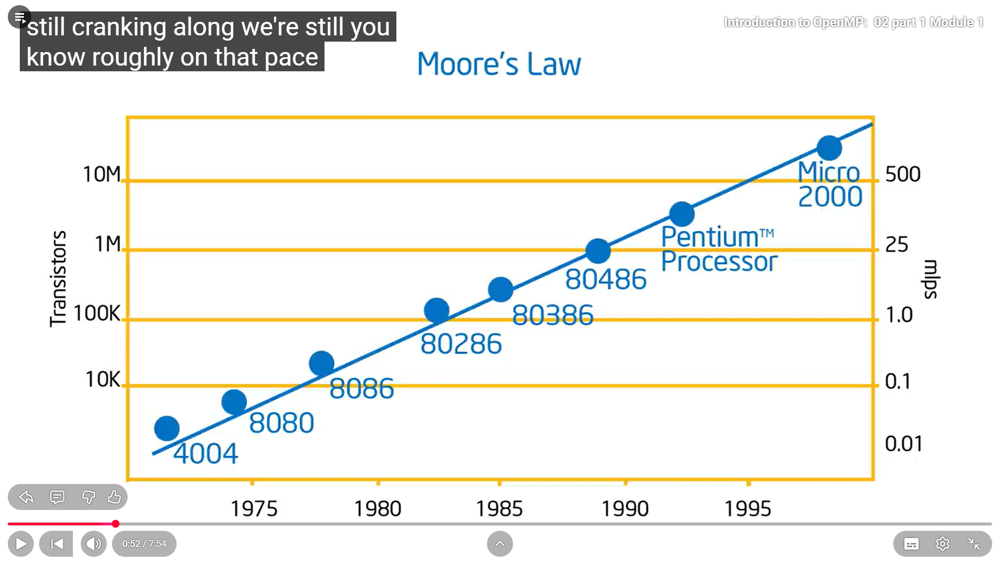 still cranking along we're still you
know roughly on that pace
Introduction to OpenMP: 02 part 1 Module 1
Moore's Law
10M
1M
100K
10K
Transistors
500
25
1.0
0.1
0.01
mIps
Micro
2000
Pentium™
Processor
80486
80386
80286
8086
8080
4004
1975
1980
1985
1990
1995
0:52 / 7:54